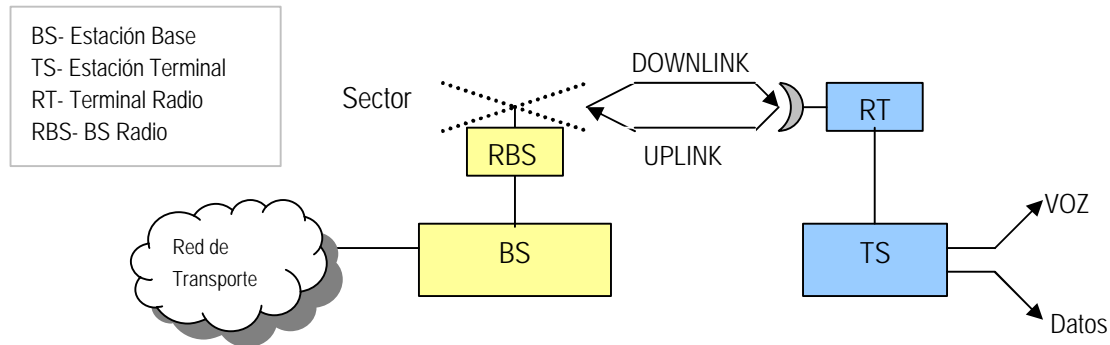 BS- Estación Base
TS- Estación Terminal
RT- Terminal Radio
RBS- BS Radio
Sector
DOWNLINK
UPLINK
RBS
RT
Red de
Transporte
BS
TS
VOZ
Datos